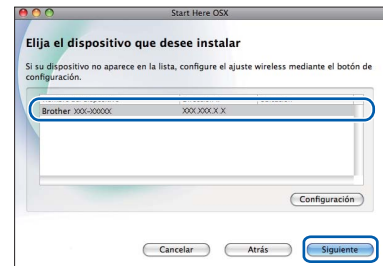 Start Here OSX
Elija el dispositivo que desee instalar
Si su dispositivo no aparece en la lista, configure el ajuste wireless mediante el botón de
configuración.
Brother XXX-XXXXX XXX.XXX.X.X
Configuración
Cancelar Atrás Siguiente